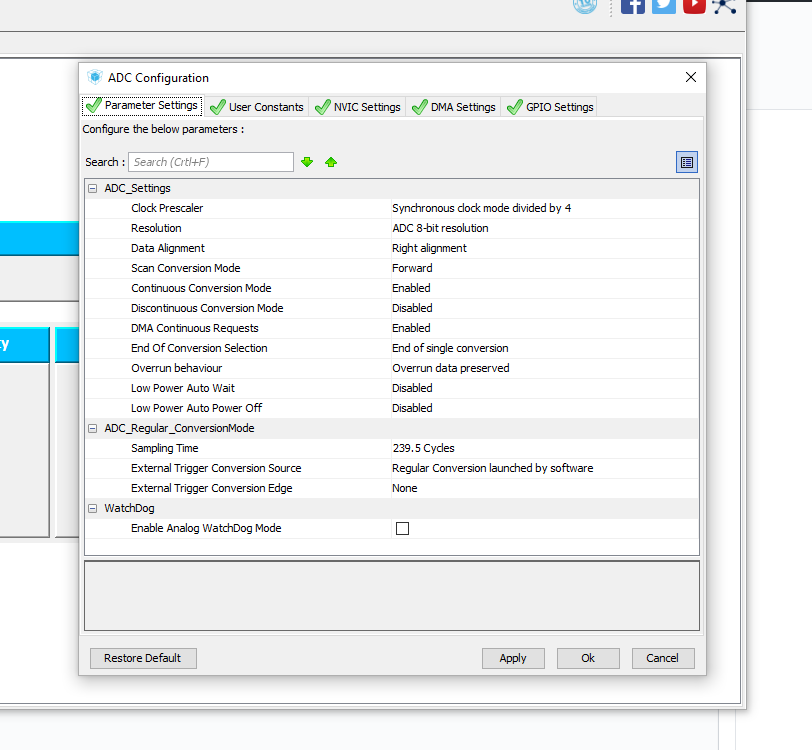 ADC Configuration
Parameter Settings User Constants NVIC Settings DMA Settings GPIO Settings
Configure the below parameters :
Search : Search (Crtl+F)
ADC_Settings
Clock Prescaler Synchronous clock mode divided by 4
Resolution ADC 8-bit resolution
Data Alignment Right alignment
Scan Conversion Mode Forward
Continuous Conversion Mode Enabled
Discontinuous Conversion Mode Disabled
DMA Continuous Requests Enabled
End Of Conversion Selection End of single conversion
Overrun behaviour Overrun data preserved
Low Power Auto Wait Disabled
Low Power Auto Power Off Disabled
ADC_Regular_ConversionMode
Sampling Time 239.5 Cycles
External Trigger Conversion Source Regular Conversion launched by software
External Trigger Conversion Edge None
WatchDog
Enable Analog WatchDog Mode
Restore Default Apply Ok Cancel